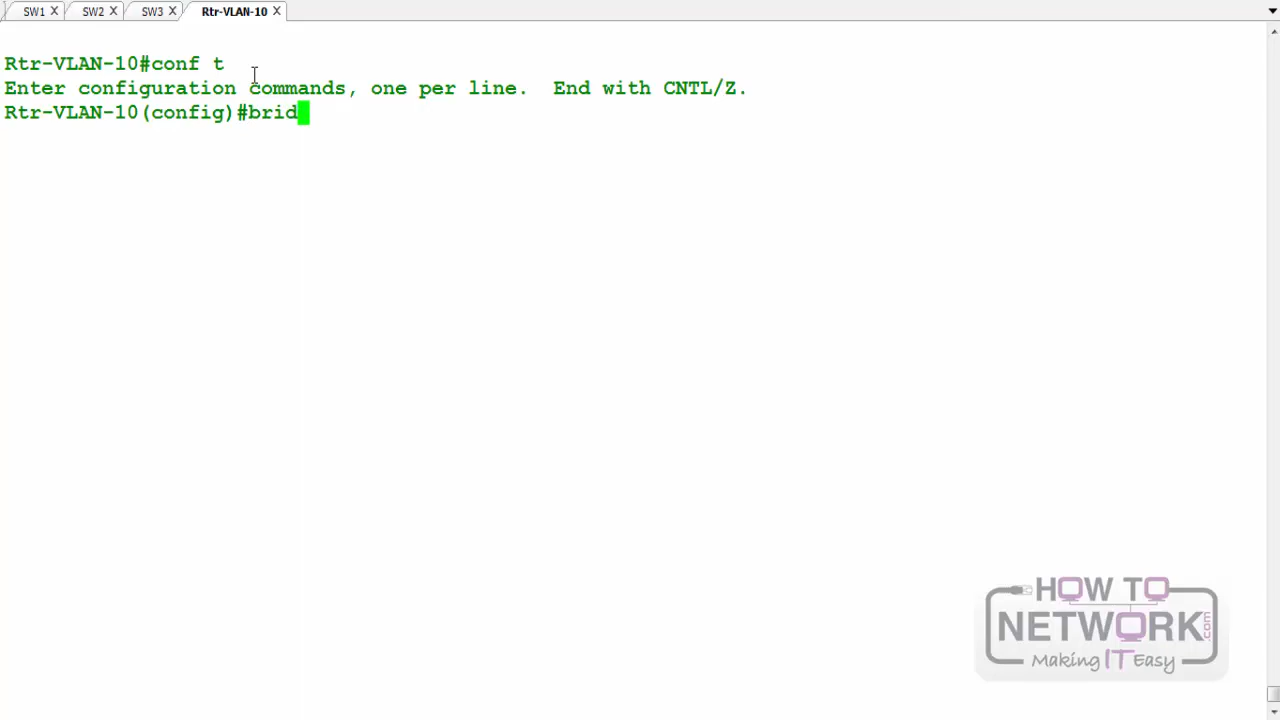 SW1 X SW2 X SW3 X Rtr-VLAN-10 X
Rtr-VLAN-10#conf t
Enter configuration commands, one per line.  End with CNTL/Z.
Rtr-VLAN-10(config)#brid
HOW TO
NETWORK.com
Making IT Easy